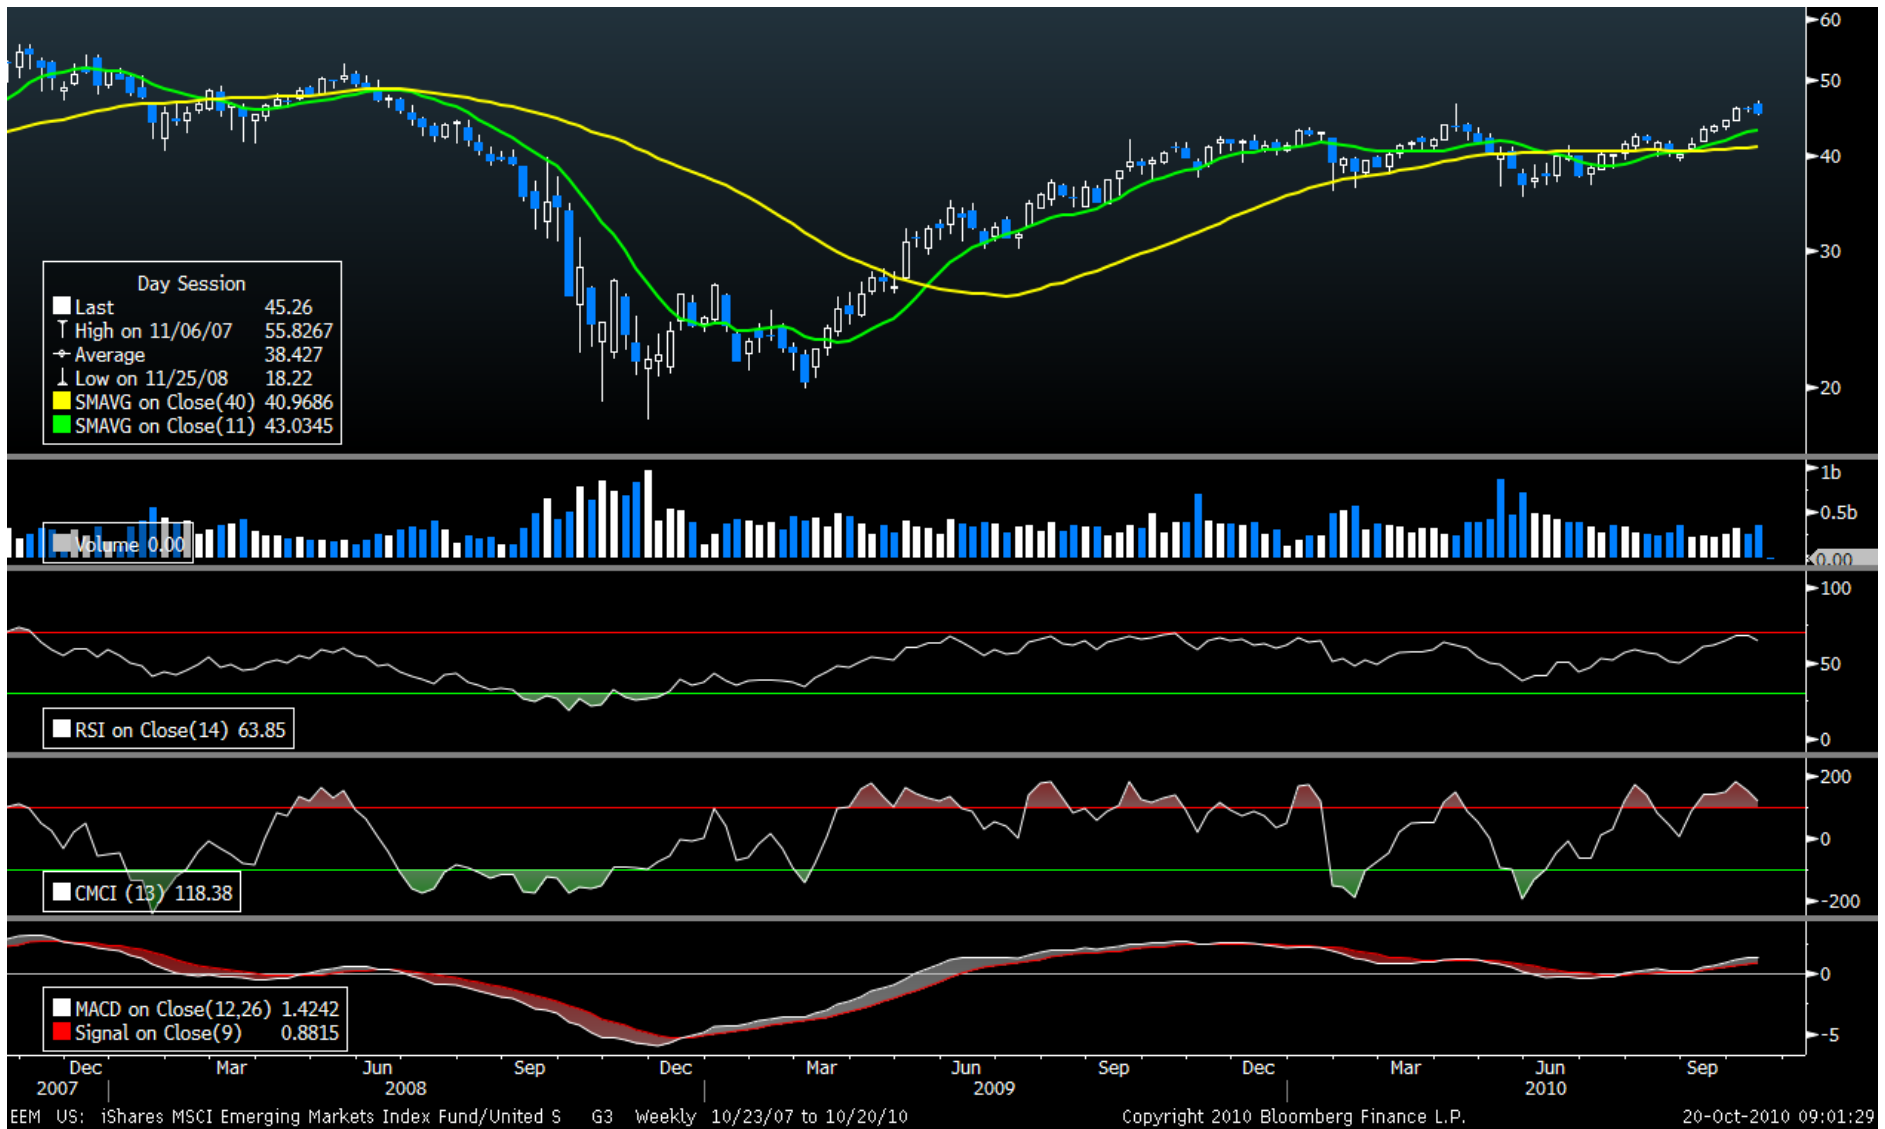 60
50
40
30
20
Day Session
Last 45.26
High on 11/06/07 55.8267
Average 38.427
Low on 11/25/08 18.22
SMAVG on Close(40) 40.9686
SMAVG on Close(11) 43.0345
1b
0.5b
0.00
Volume 0.00
100
50
0
RSI on Close(14) 63.85
200
0
-200
CMCI (13) 118.38
0
-5
MACD on Close(12,26) 1.4242
Signal on Close(9) 0.8815
Dec Mar Jun Sep Dec Mar Jun Sep Dec Mar Jun Sep
2007 2008 2009 2010
EEM US: iShares MSCI Emerging Markets Index Fund/United S G3 Weekly 10/23/07 to 10/20/10 Copyright 2010 Bloomberg Finance L.P. 20-Oct-2010 09:01:29